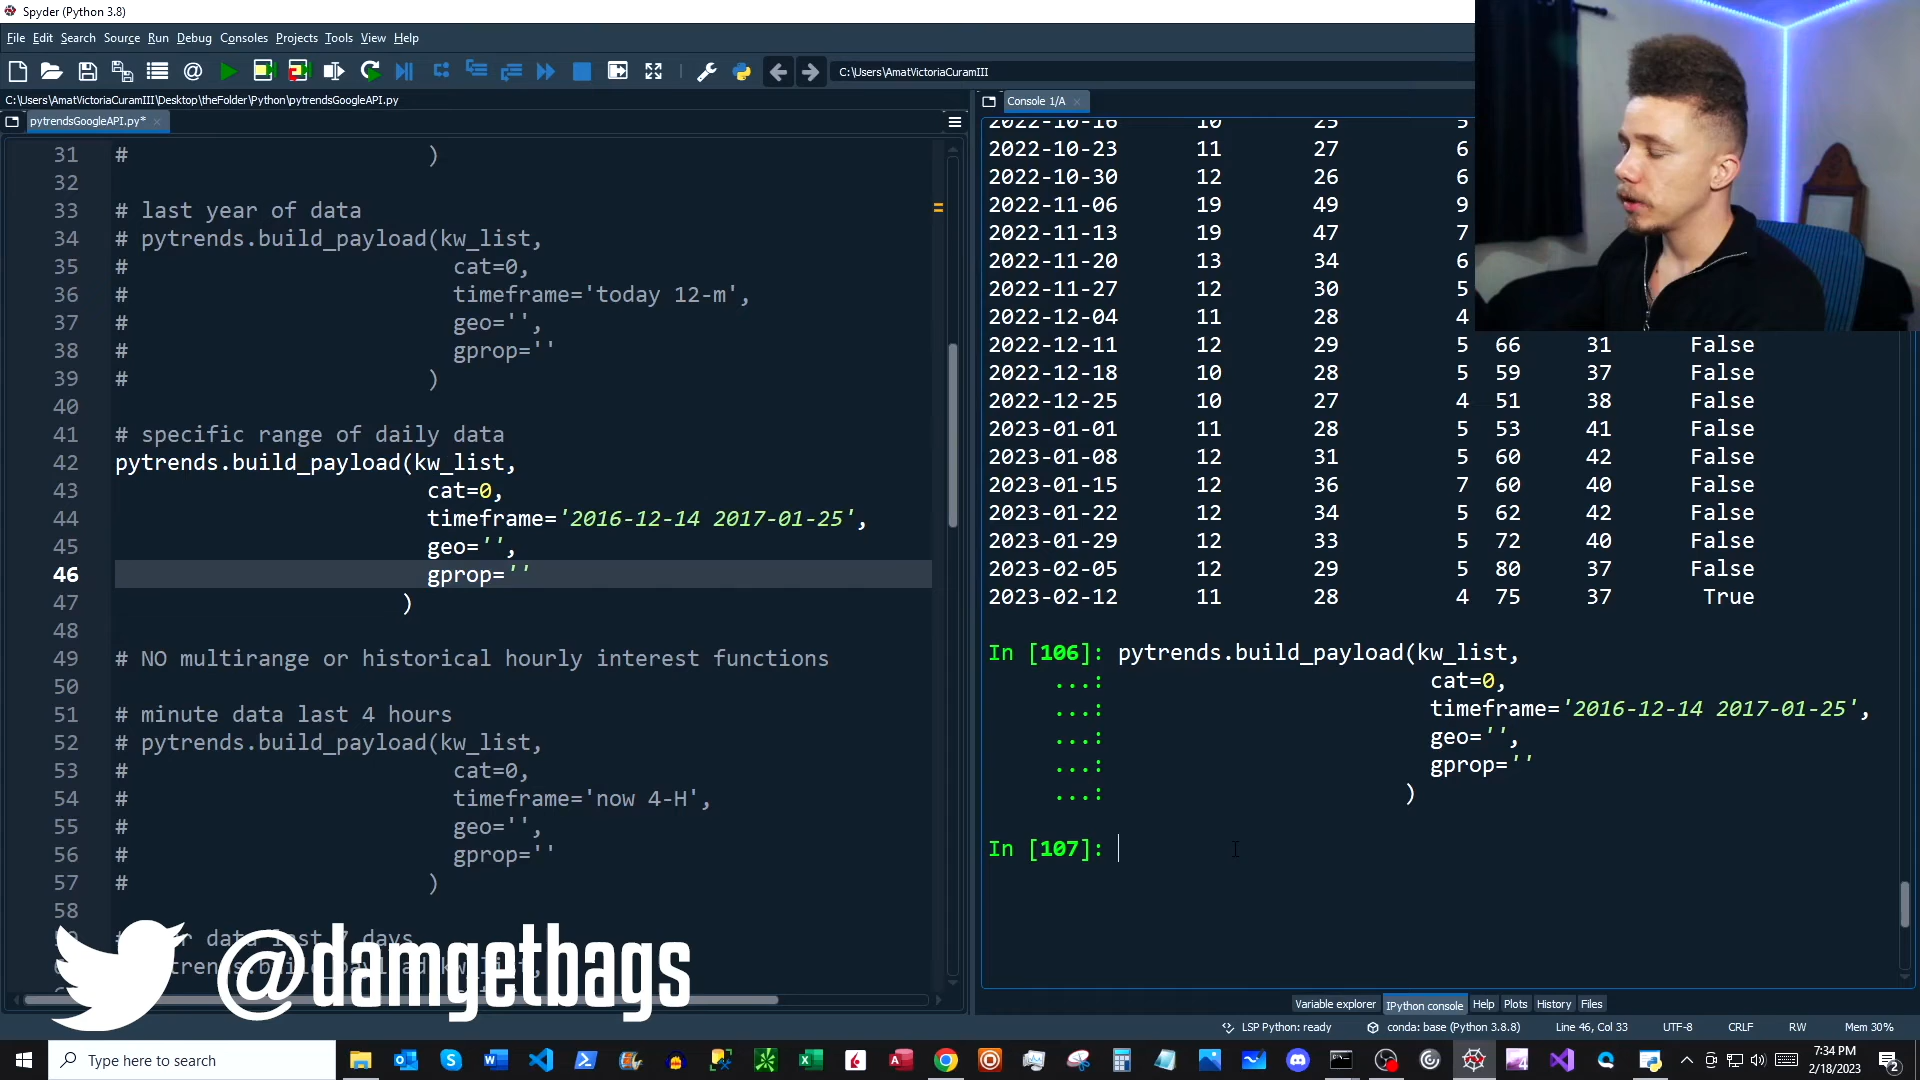 Spyder (Python 3.8)
File Edit Search Source Run Debug Consoles Projects Tools View Help
C:\Users\AmatVictoriaCuramIII
C:\Users\AmatVictoriaCuramIII\Desktop\theFolder\Python\pytrendsGoogleAPI.py
pytrendsGoogleAPI.py*
31 # )
32
33 # last year of data
34 # pytrends.build_payload(kw_list,
35 # cat=0,
36 # timeframe='today 12-m',
37 # geo='',
38 # gprop=''
39 # )
40
41 # specific range of daily data
42 pytrends.build_payload(kw_list,
43 cat=0,
44 timeframe='2016-12-14 2017-01-25',
45 geo='',
46 gprop=''
47 )
48
49 # NO multirange or historical hourly interest functions
50
51 # minute data last 4 hours
52 # pytrends.build_payload(kw_list,
53 # cat=0,
54 # timeframe='now 4-H',
55 # geo='',
56 # gprop=''
57 # )
58
data last 7 days
@damgetbags
Console 1/A
2022-10-16 10 25 5
2022-10-23 11 27 6
2022-10-30 12 26 6
2022-11-06 19 49 9
2022-11-13 19 47 7
2022-11-20 13 34 6
2022-11-27 12 30 5
2022-12-04 11 28 4
2022-12-11 12 29 5 66 31 False
2022-12-18 10 28 5 59 37 False
2022-12-25 10 27 4 51 38 False
2023-01-01 11 28 5 53 41 False
2023-01-08 12 31 5 60 42 False
2023-01-15 12 36 7 60 40 False
2023-01-22 12 34 5 62 42 False
2023-01-29 12 33 5 72 40 False
2023-02-05 12 29 5 80 37 False
2023-02-12 11 28 4 75 37 True
In [106]: pytrends.build_payload(kw_list,
...: cat=0,
...: timeframe='2016-12-14 2017-01-25',
...: geo='',
...: gprop=''
...: )
In [107]:
Variable explorer IPython console Help Plots History Files
LSP Python: ready conda: base (Python 3.8.8) Line 46, Col 33 UTF-8 CRLF RW Mem 30%
Type here to search
7:34 PM
2/18/2023
2